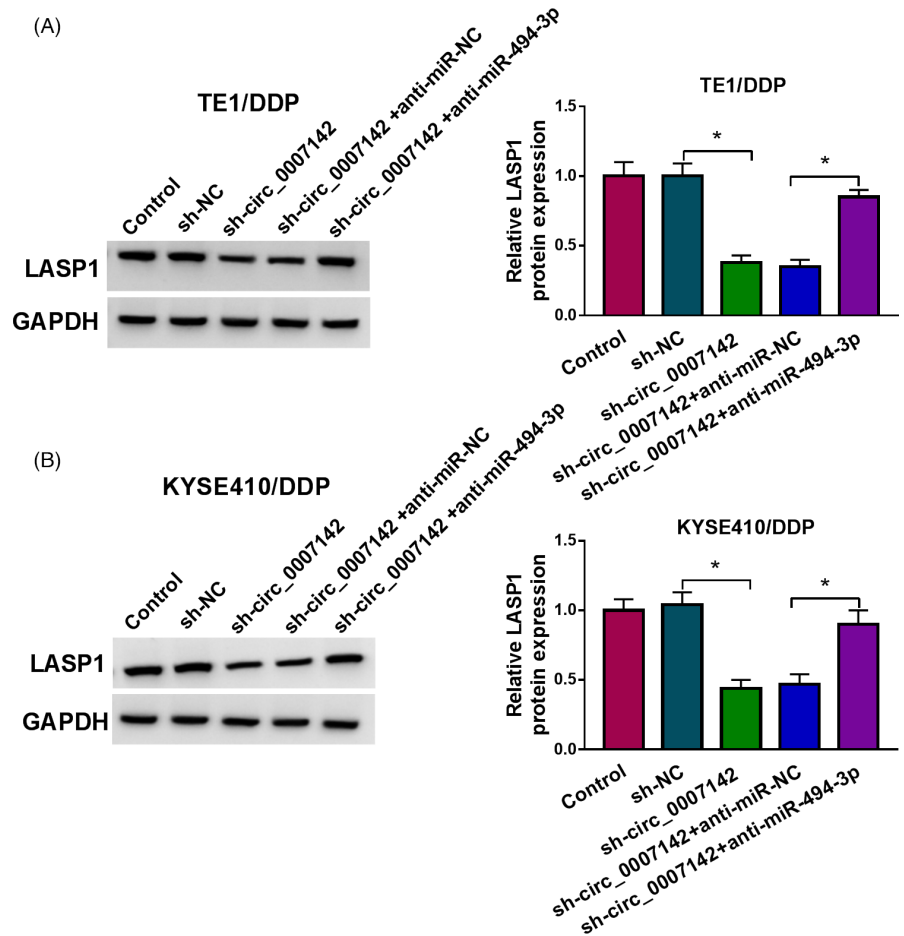 (A)
TE1/DDP
Control
sh-NC
sh-circ_0007142
sh-circ_0007142 +anti-miR-NC
sh-circ_0007142 +anti-miR-494-3p
LASP1
GAPDH
TE1/DDP
Relative LASP1
protein expression
1.5
1.0
0.5
0.0
*
*
Control
sh-NC
sh-circ_0007142
sh-circ_0007142+anti-miR-NC
sh-circ_0007142+anti-miR-494-3p
(B)
KYSE410/DDP
Control
sh-NC
sh-circ_0007142
sh-circ_0007142 +anti-miR-NC
sh-circ_0007142 +anti-miR-494-3p
LASP1
GAPDH
KYSE410/DDP
Relative LASP1
protein expression
1.5
1.0
0.5
0.0
*
*
Control
sh-NC
sh-circ_0007142
sh-circ_0007142+anti-miR-NC
sh-circ_0007142+anti-miR-494-3p